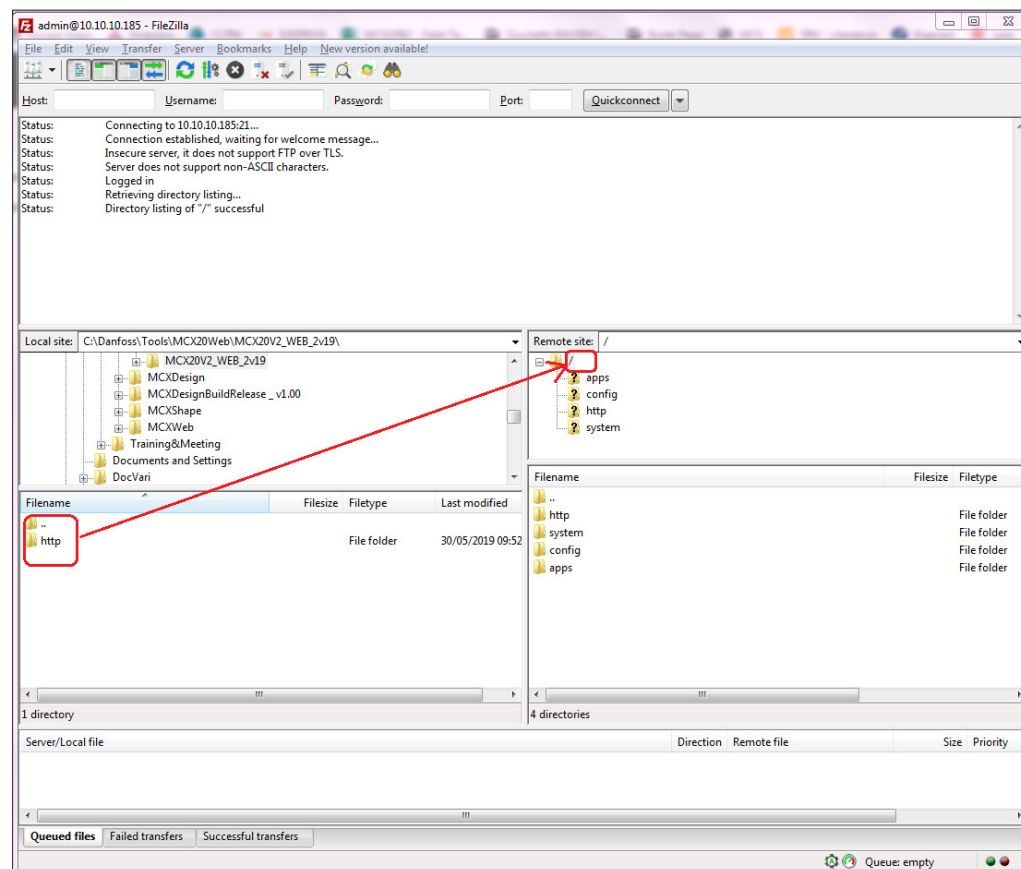 admin@10.10.10.185 - FileZilla
File Edit View Transfer Server Bookmarks Help New version available!
Host: Username: Password: Port: Quickconnect
Status: Connecting to 10.10.10.185:21...
Status: Connection established, waiting for welcome message...
Status: Insecure server, it does not support FTP over TLS.
Status: Server does not support non-ASCII characters.
Status: Logged in
Status: Retrieving directory listing...
Status: Directory listing of "/" successful
Local site: C:\Danfoss\Tools\MCX20Web\MCX20V2_WEB_2v19\
MCX20V2_WEB_2v19
MCXDesign
MCXDesignBuildRelease _ v1.00
MCXShape
MCXWeb
Training&Meeting
Documents and Settings
DocVari
Filename Filesize Filetype Last modified
..
http File folder 30/05/2019 09:52
1 directory
Remote site: /
/
? apps
? config
? http
? system
Filename Filesize Filetype
..
http File folder
system File folder
config File folder
apps File folder
4 directories
Server/Local file Direction Remote file Size Priority
Queued files Failed transfers Successful transfers
Queue: empty